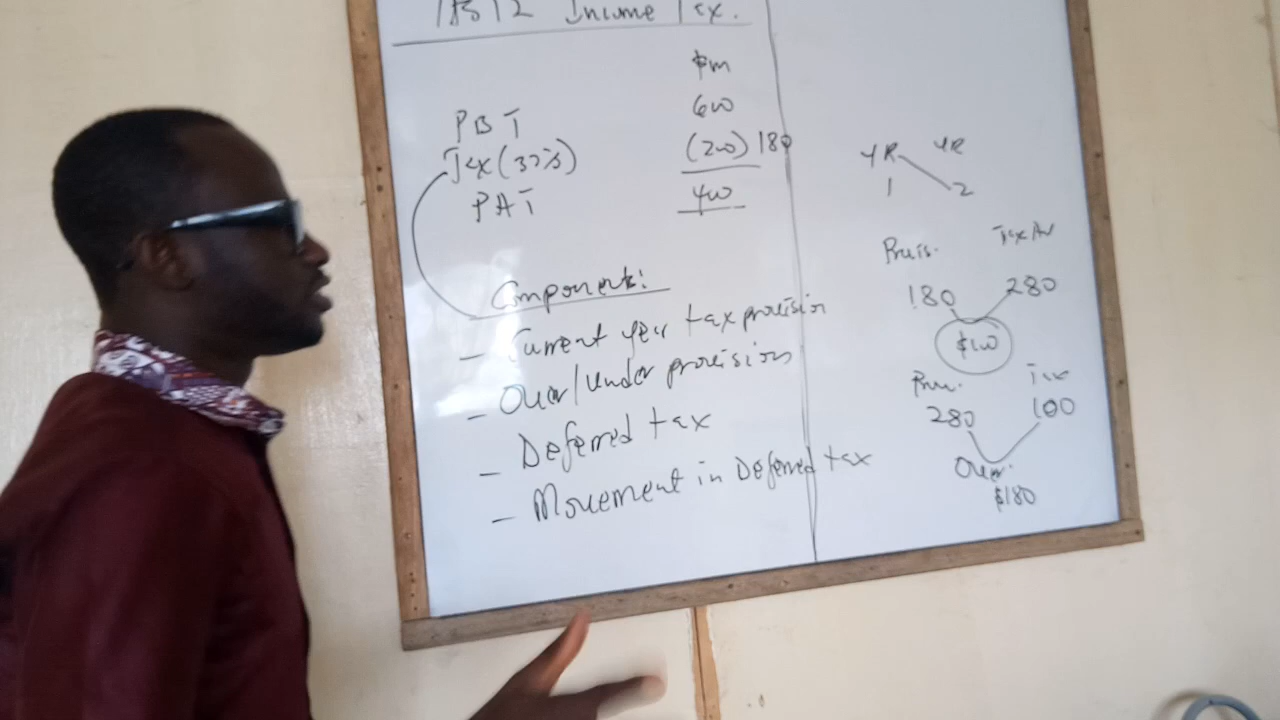 IAS 12 Income Tax.
$m
PBT 600
Tax (30%) (200) 180
PAT 400
Components:
- Current year tax provision
- Over/Under provision
- Deferred tax
- Movement in Deferred tax
YR YR
1 2
Provis. Tax Au
180 280
$100
Prov. Tax
280 100
Over.
$180